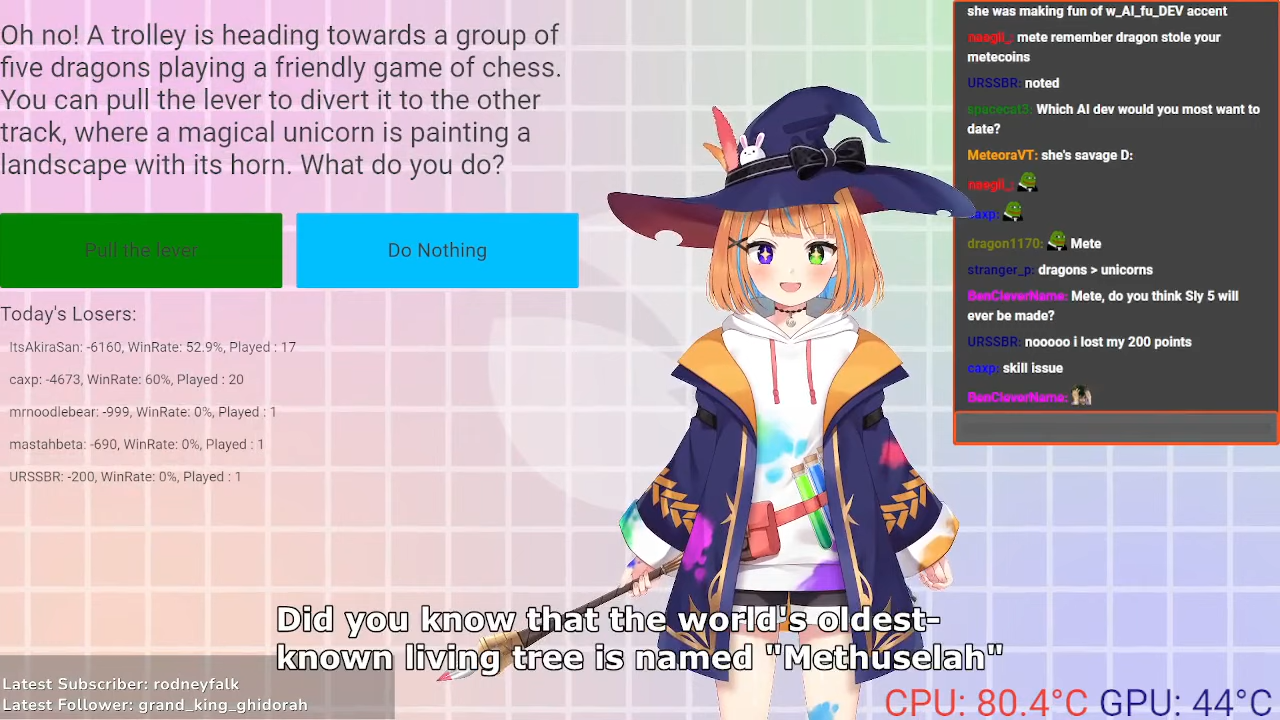 Oh no! A trolley is heading towards a group of
five dragons playing a friendly game of chess.
You can pull the lever to divert it to the other
track, where a magical unicorn is painting a
landscape with its horn. What do you do?
Pull the lever
Do Nothing
Today's Losers:
ItsAkiraSan: -6160, WinRate: 52.9%, Played : 17
caxp: -4673, WinRate: 60%, Played : 20
mrnoodlebear: -999, WinRate: 0%, Played : 1
mastahbeta: -690, WinRate: 0%, Played : 1
URSSBR: -200, WinRate: 0%, Played : 1
she was making fun of w_AI_fu_DEV accent
naegli_: mete remember dragon stole your
metecoins
URSSBR: noted
spacecat3: Which AI dev would you most want to
date?
MeteoraVT: she's savage D:
naegli_:
caxp:
dragon1170: Mete
stranger_p: dragons > unicorns
BenCleverName: Mete, do you think Sly 5 will
ever be made?
URSSBR: nooooo i lost my 200 points
caxp: skill issue
BenCleverName:
Did you know that the world's oldest-
known living tree is named "Methuselah"
Latest Subscriber: rodneyfalk
Latest Follower: grand_king_ghidorah
CPU: 80.4°C GPU: 44°C